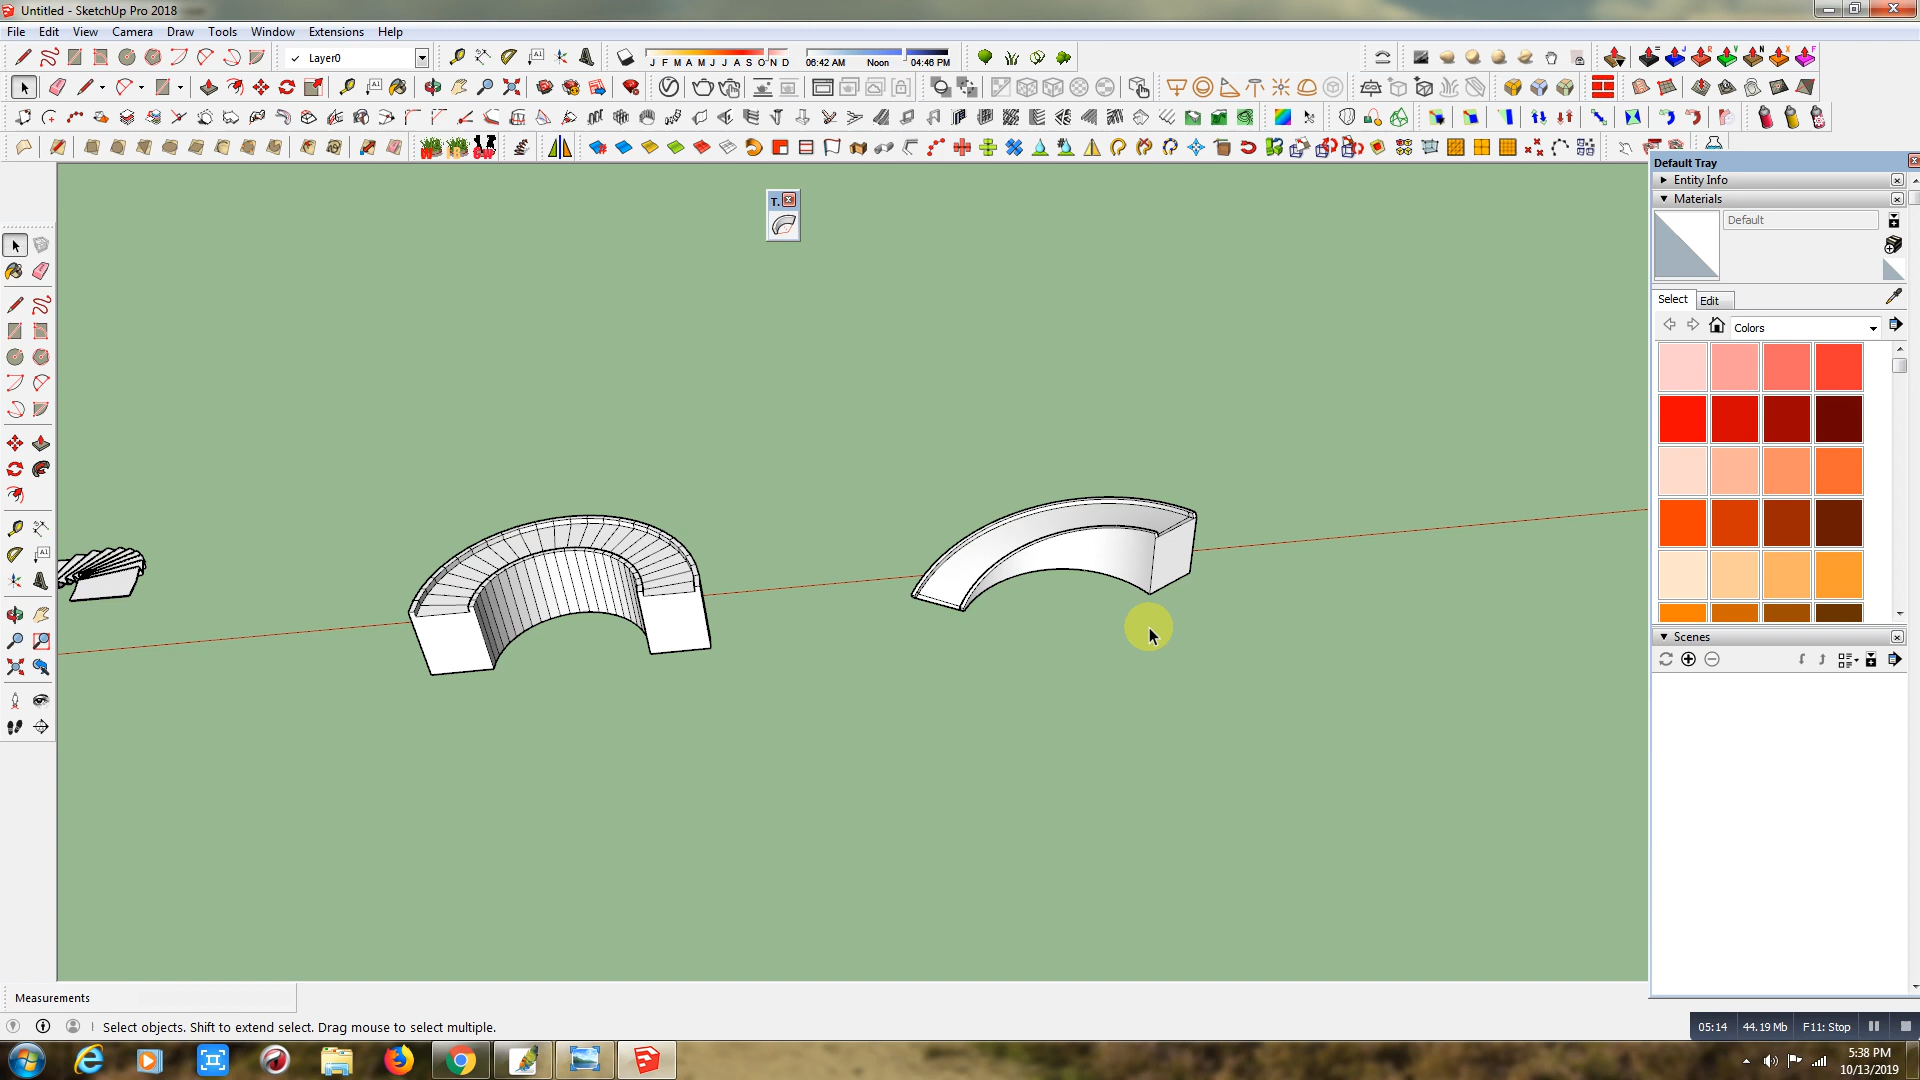 Untitled - SketchUp Pro 2018
File Edit View Camera Draw Tools Window Extensions Help
Layer0
J F M A M J J A S O N D
06:42 AM Noon 04:46 PM
T.
Default Tray
Entity Info
Materials
Default
Select Edit
Colors
Scenes
Measurements
Select objects. Shift to extend select. Drag mouse to select multiple.
05:14 44.19 Mb F11: Stop
5:38 PM
10/13/2019